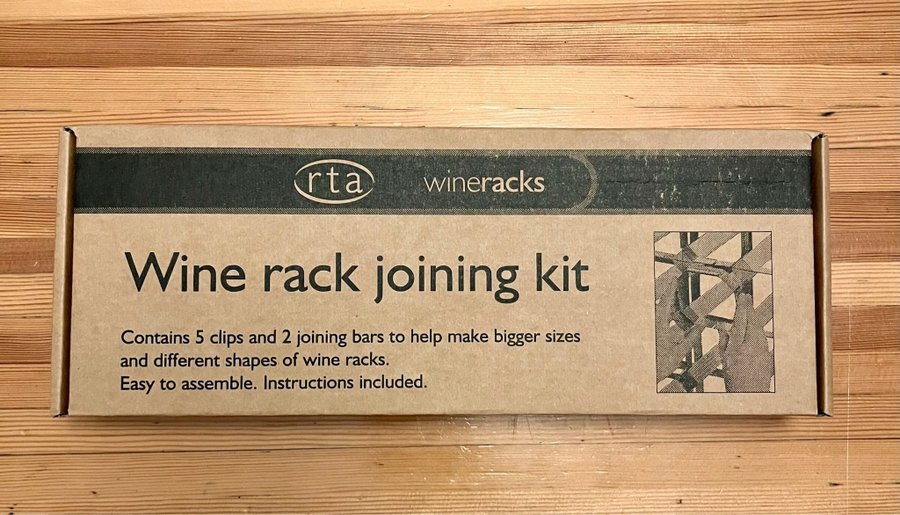 rta wineracks
Wine rack joining kit
Contains 5 clips and 2 joining bars to help make bigger sizes
and different shapes of wine racks.
Easy to assemble. Instructions included.